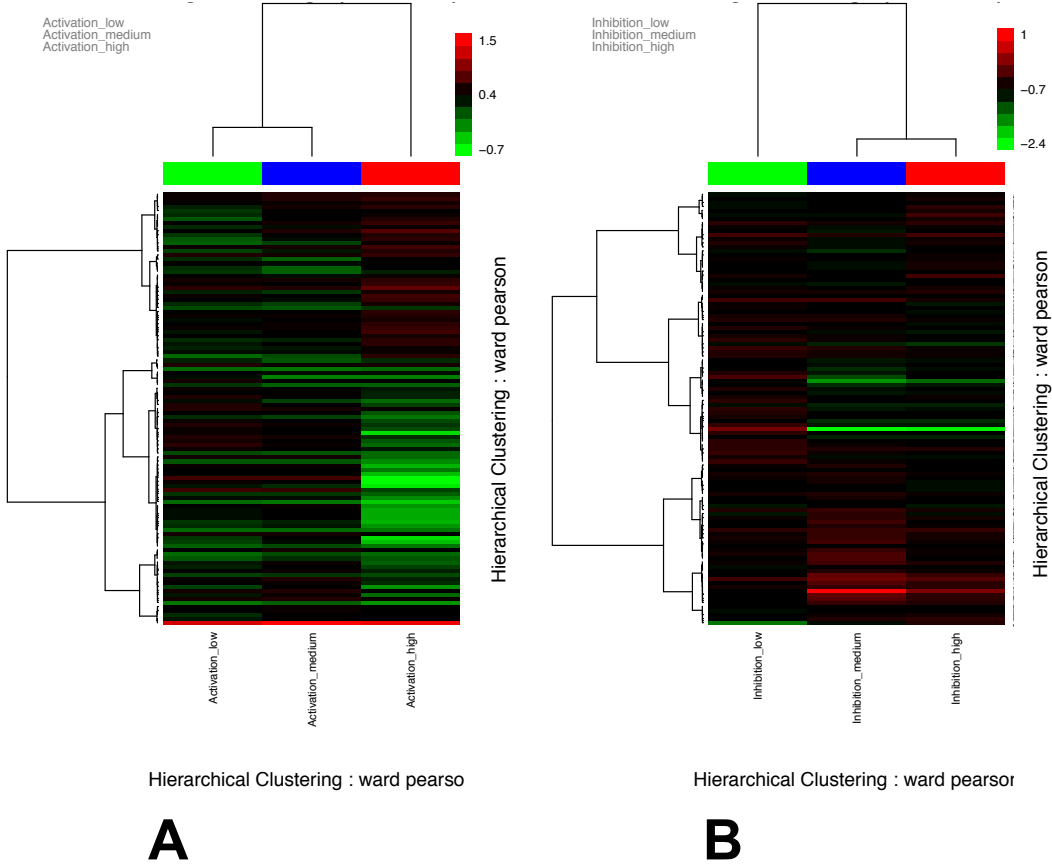 Activation_low
Activation_medium
Activation_high
1.5
0.4
−0.7
Hierarchical Clustering : ward pearson
Activation_low
Activation_medium
Activation_high
Hierarchical Clustering : ward pearso
A
Inhibition_low
Inhibition_medium
Inhibition_high
1
−0.7
−2.4
Hierarchical Clustering : ward pearson
Inhibition_low
Inhibition_medium
Inhibition_high
Hierarchical Clustering : ward pearson
B